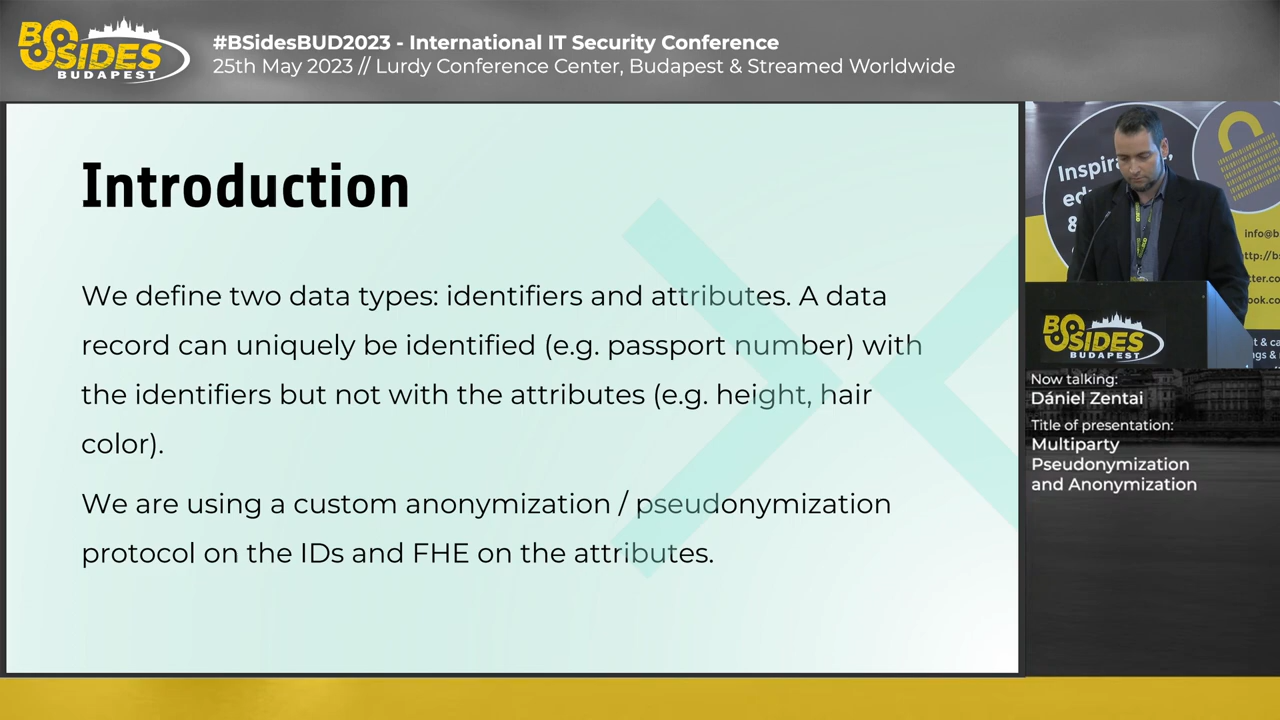 BSIDES
BUDAPEST
#BSidesBUD2023 - International IT Security Conference
25th May 2023 // Lurdy Conference Center, Budapest & Streamed Worldwide
Introduction
We define two data types: identifiers and attributes. A data
record can uniquely be identified (e.g. passport number) with
the identifiers but not with the attributes (e.g. height, hair
color).
We are using a custom anonymization / pseudonymization
protocol on the IDs and FHE on the attributes.
info@b
BSIDES
BUDAPEST
Now talking:
Dániel Zentai
Title of presentation:
Multiparty
Pseudonymization
and Anonymization